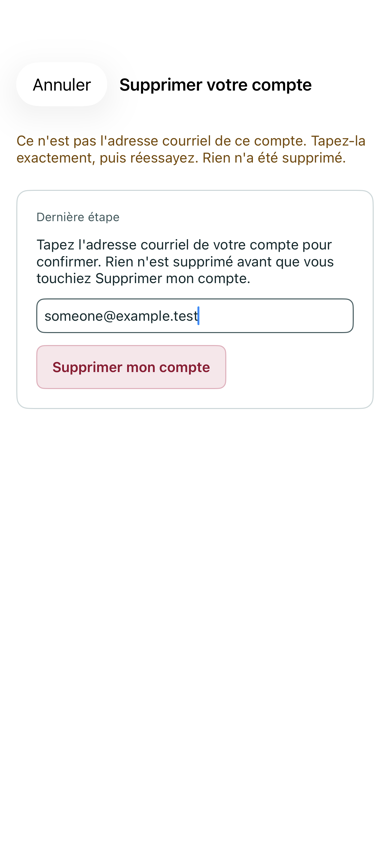 Annuler
Supprimer votre compte
Ce n'est pas l'adresse courriel de ce compte. Tapez-la
exactement, puis réessayez. Rien n'a été supprimé.
Dernière étape
Tapez l'adresse courriel de votre compte pour
confirmer. Rien n'est supprimé avant que vous
touchiez Supprimer mon compte.
someone@example.test
Supprimer mon compte